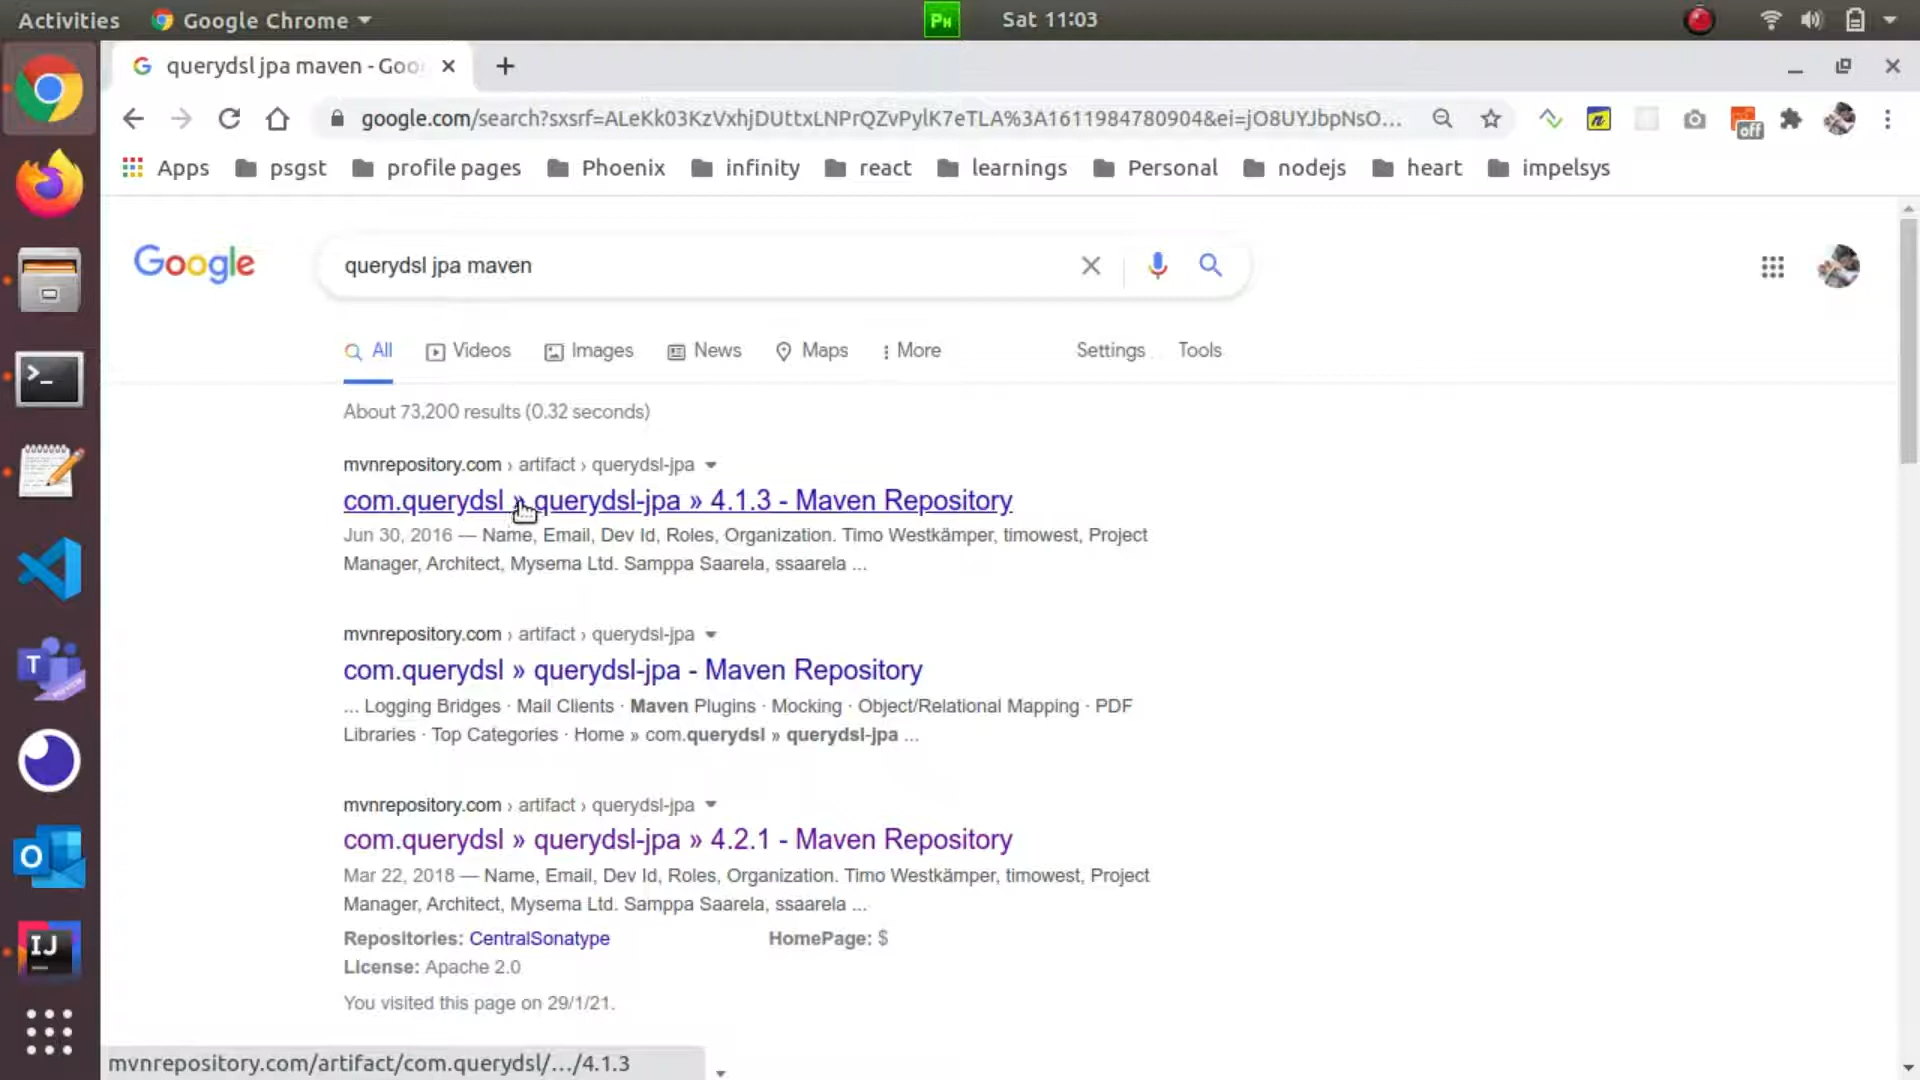 Activities Google Chrome Sat 11:03
PH
querydsl jpa maven - Goo
google.com/search?sxsrf=ALeKk03KzVxhjDUttxLNPrQZvPylK7eTLA%3A1611984780904&ei=jO8UYJbpNsO...
off
Apps psgst profile pages Phoenix infinity react learnings Personal nodejs heart impelsys
Google querydsl jpa maven
All Videos Images News Maps More Settings Tools
About 73,200 results (0.32 seconds)
mvnrepository.com › artifact › querydsl-jpa
com.querydsl » querydsl-jpa » 4.1.3 - Maven Repository
Jun 30, 2016 — Name, Email, Dev Id, Roles, Organization. Timo Westkämper, timowest, Project
Manager, Architect, Mysema Ltd. Samppa Saarela, ssaarela ...
mvnrepository.com › artifact › querydsl-jpa
com.querydsl » querydsl-jpa - Maven Repository
... Logging Bridges · Mail Clients · Maven Plugins · Mocking · Object/Relational Mapping · PDF
Libraries · Top Categories · Home » com.querydsl » querydsl-jpa ...
mvnrepository.com › artifact › querydsl-jpa
com.querydsl » querydsl-jpa » 4.2.1 - Maven Repository
Mar 22, 2018 — Name, Email, Dev Id, Roles, Organization. Timo Westkämper, timowest, Project
Manager, Architect, Mysema Ltd. Samppa Saarela, ssaarela ...
Repositories: CentralSonatype HomePage: $
License: Apache 2.0
You visited this page on 29/1/21.
mvnrepository.com/artifact/com.querydsl/.../4.1.3
T
O
IJ